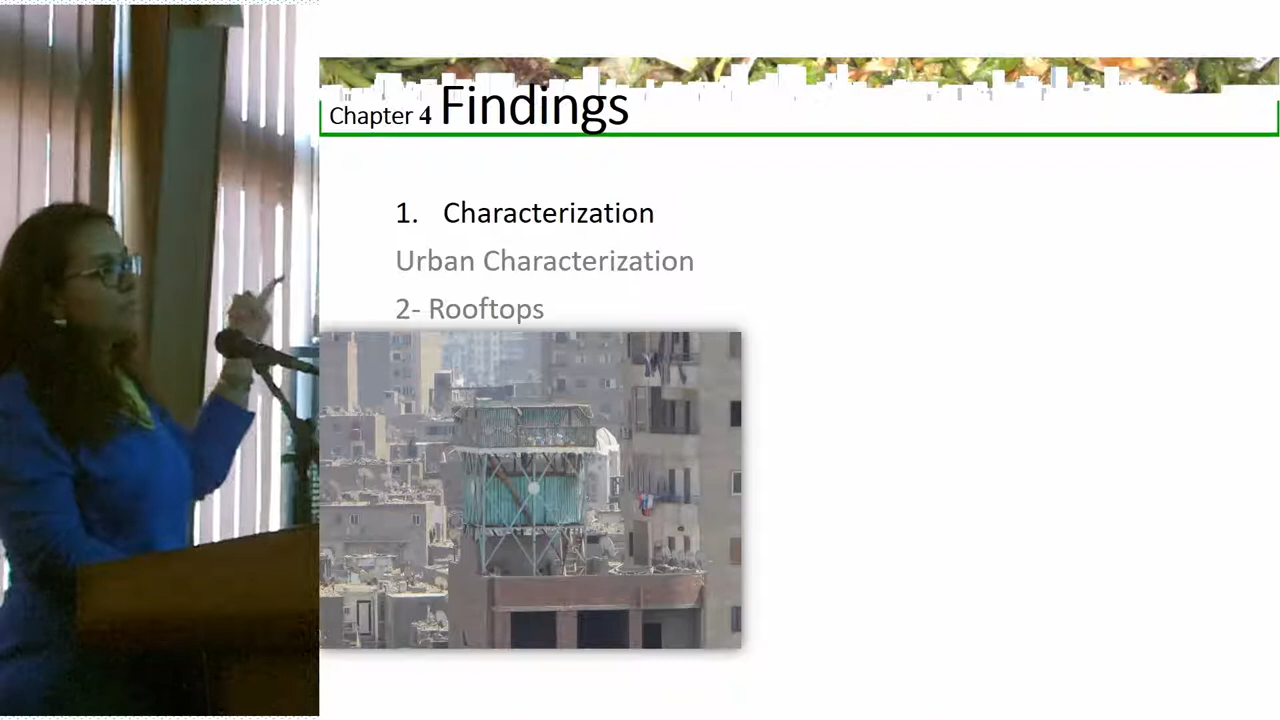 Chapter 4 Findings
1. Characterization
Urban Characterization
2- Rooftops